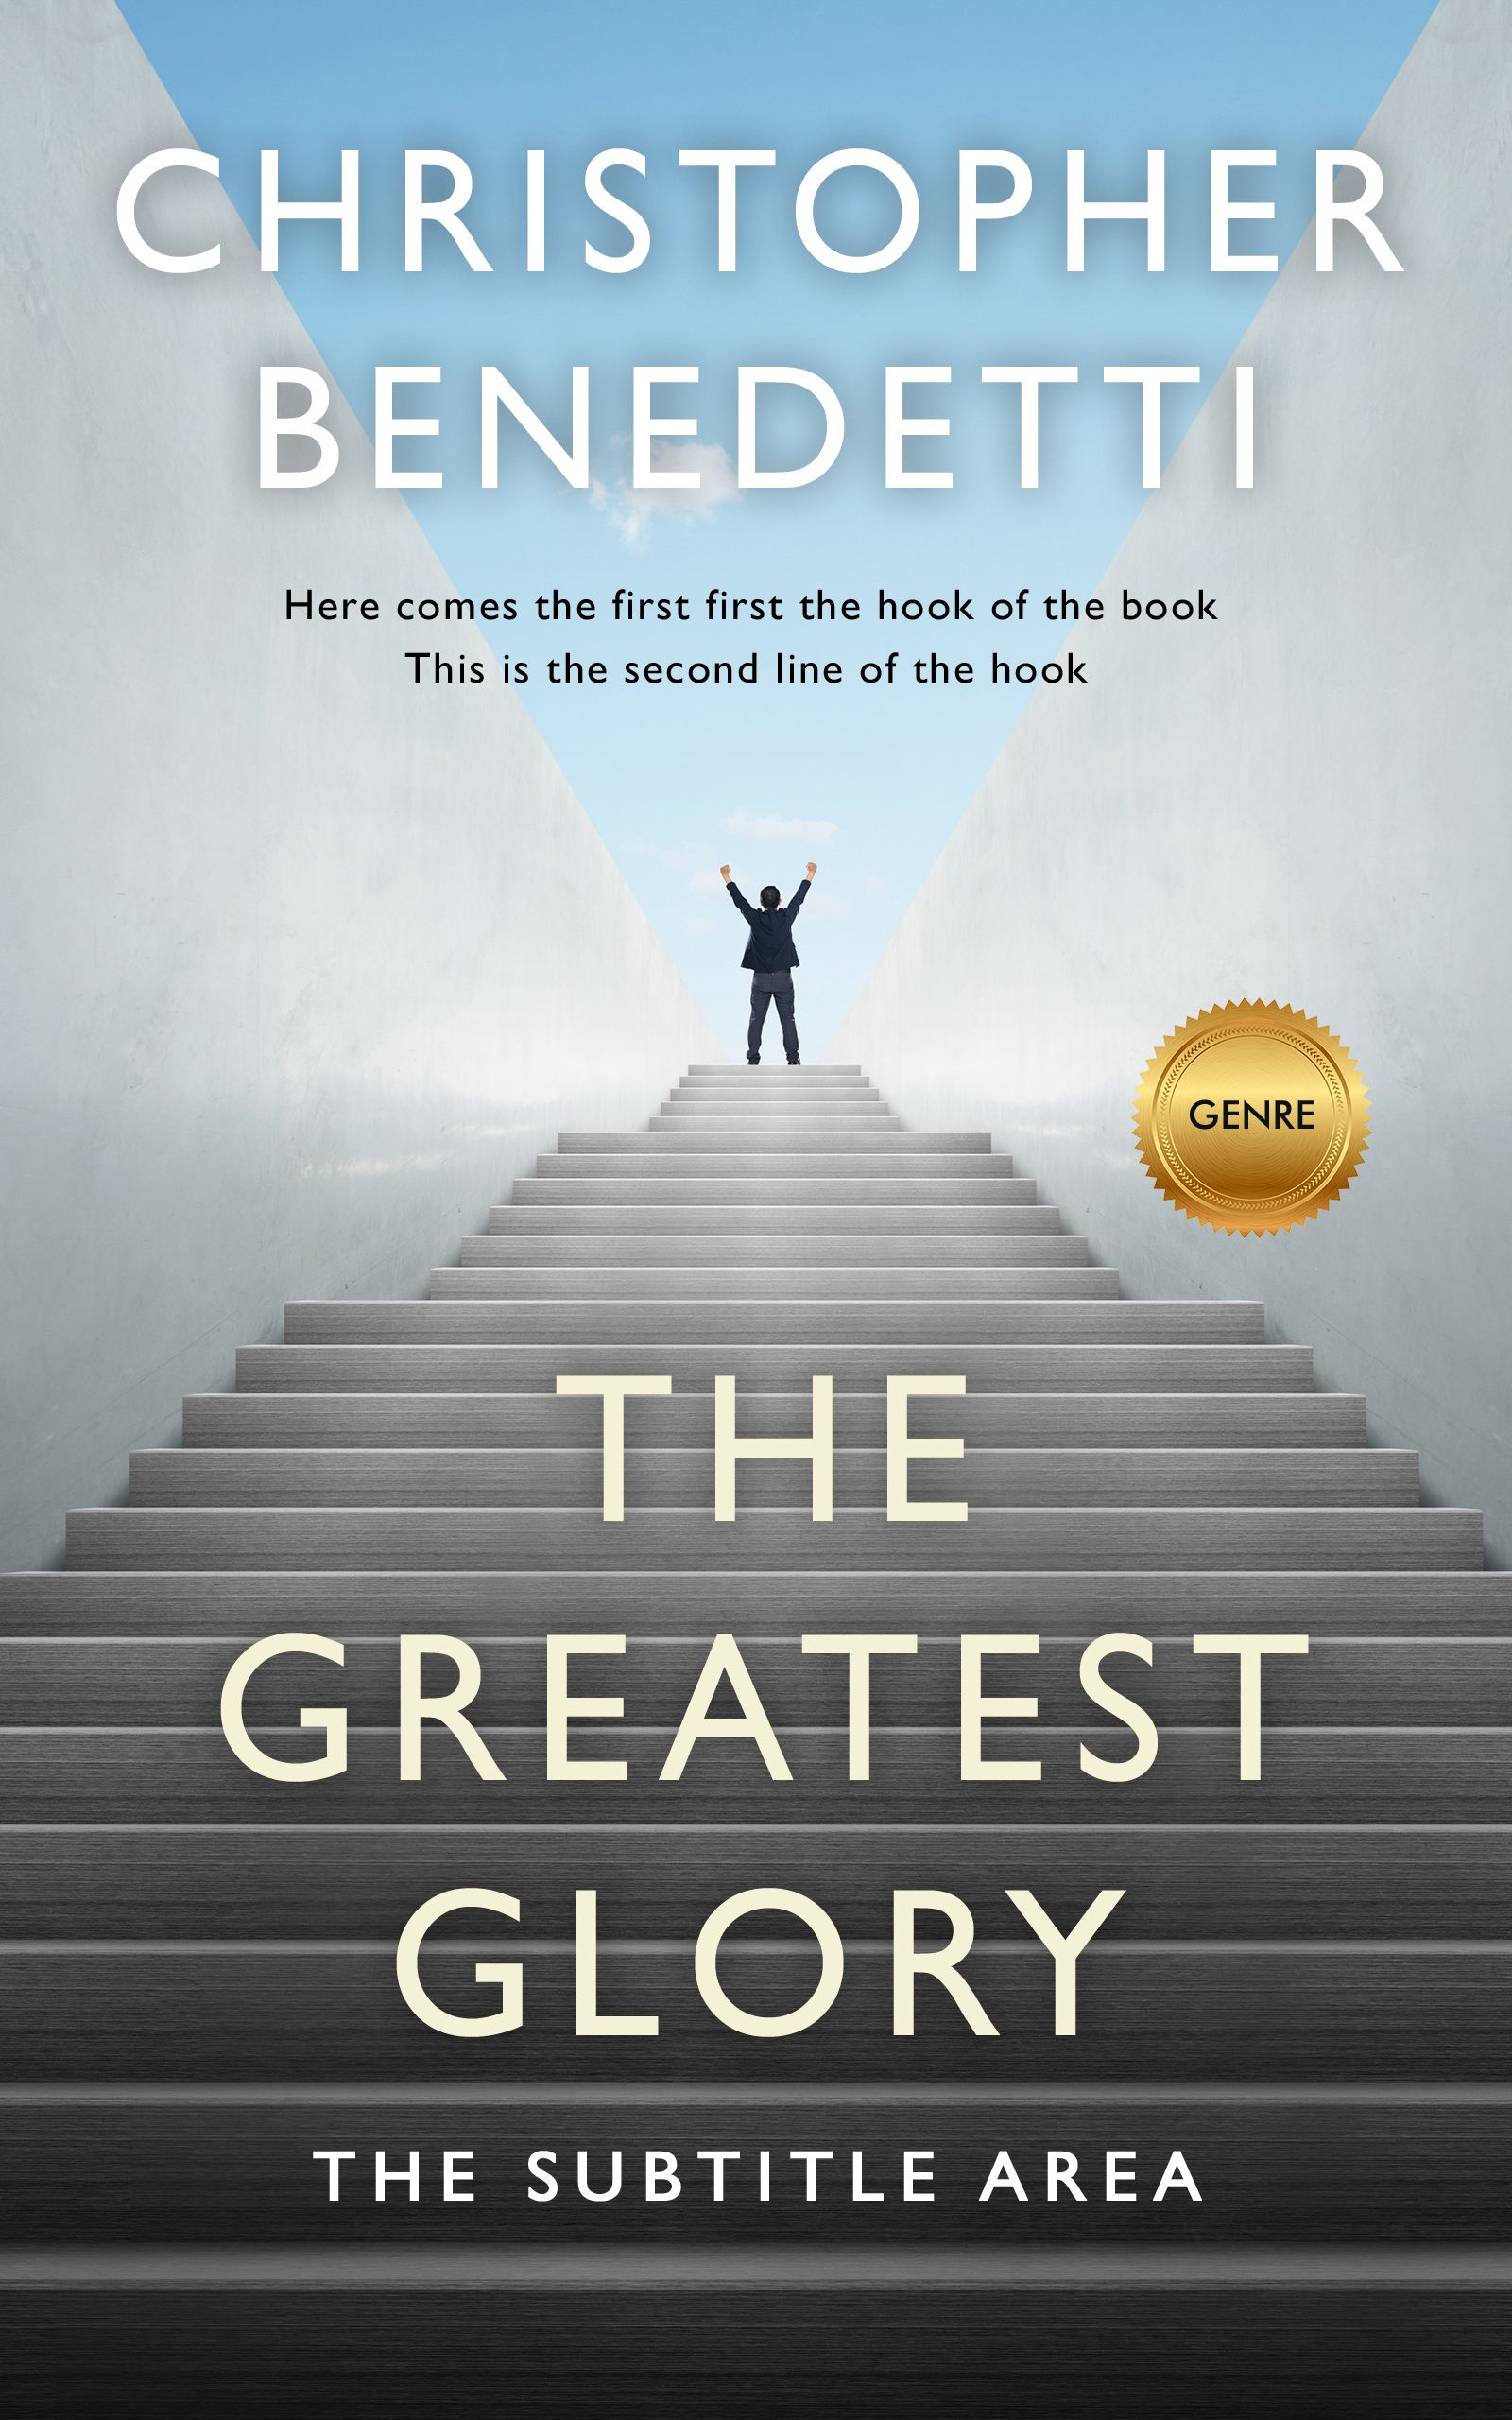 CHRISTOPHER
BENEDETTI
Here comes the first first the hook of the book
This is the second line of the hook
GENRE
THE
GREATEST
GLORY
THE SUBTITLE AREA